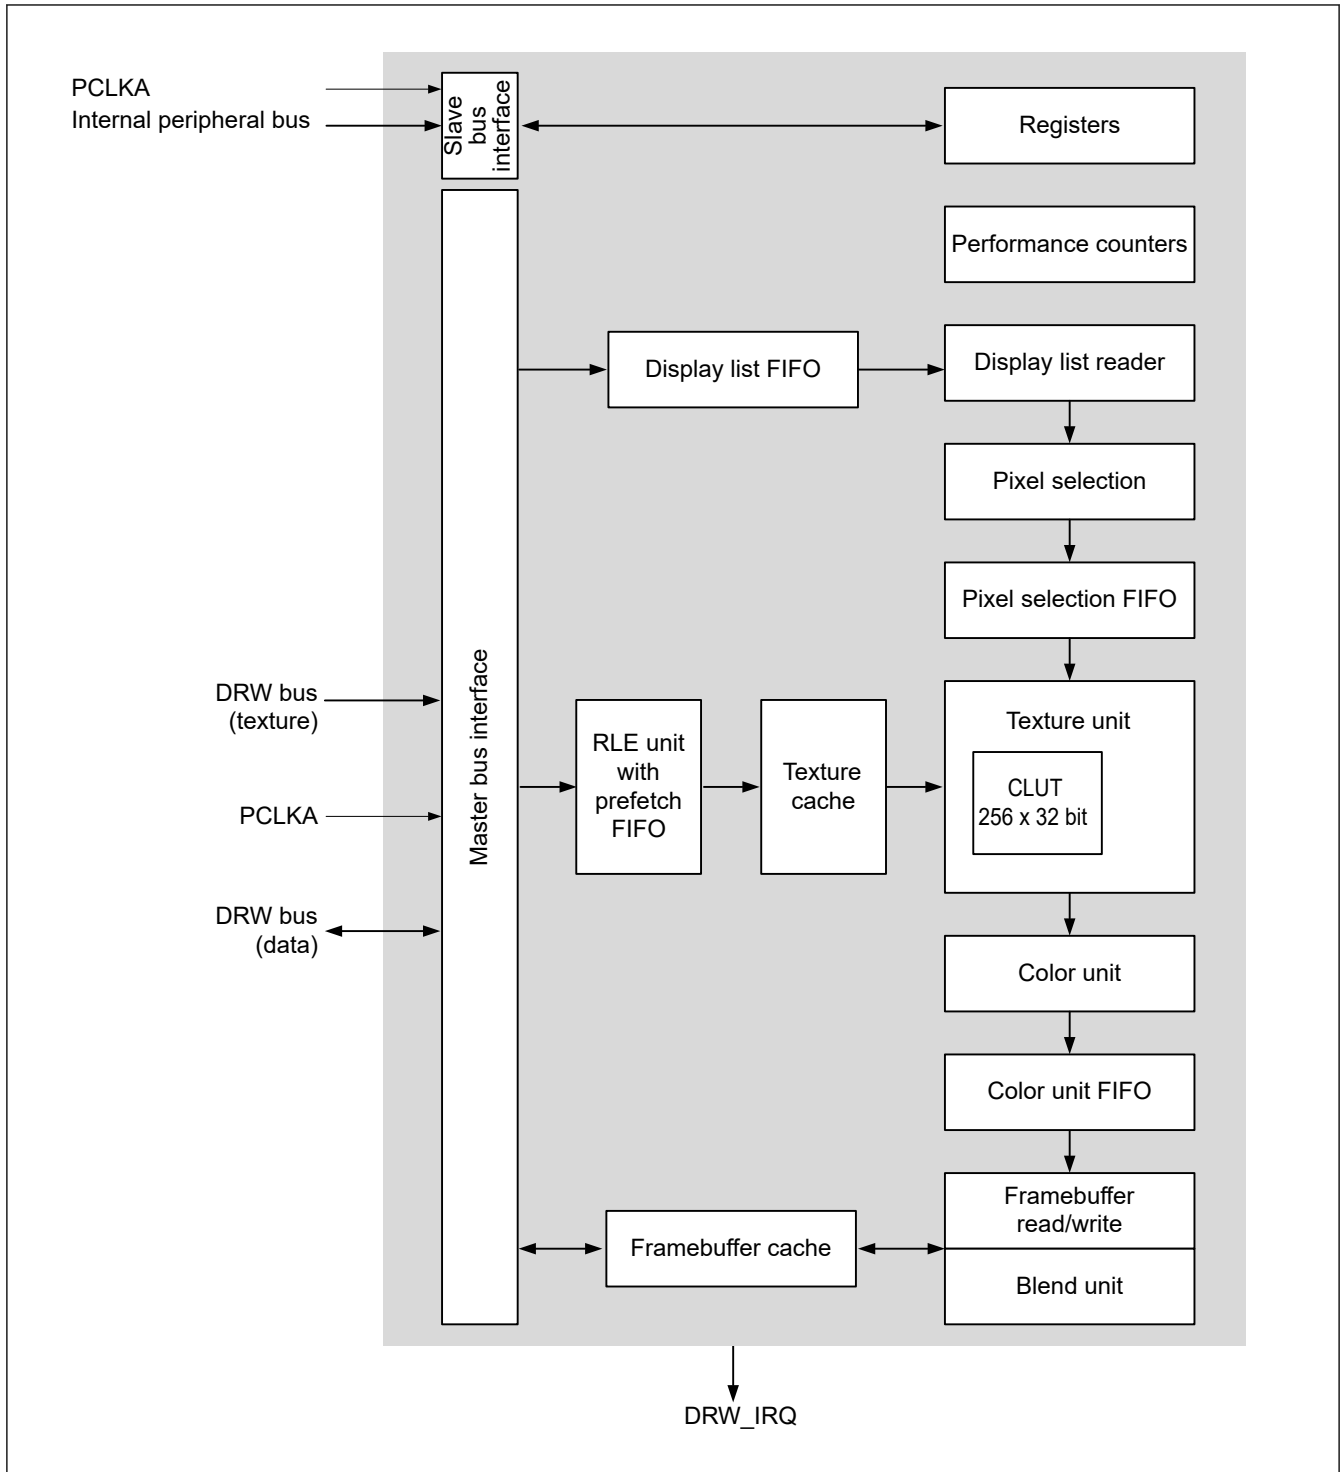 PCLKA
Internal peripheral bus
Slave
bus
interface
Registers
Performance counters
Display list FIFO
Display list reader
Pixel selection
Pixel selection FIFO
DRW bus
(texture)
PCLKA
DRW bus
(data)
Master bus interface
RLE unit
with
prefetch
FIFO
Texture
cache
Texture unit
CLUT
256 x 32 bit
Color unit
Color unit FIFO
Framebuffer
read/write
Framebuffer cache
Blend unit
DRW_IRQ